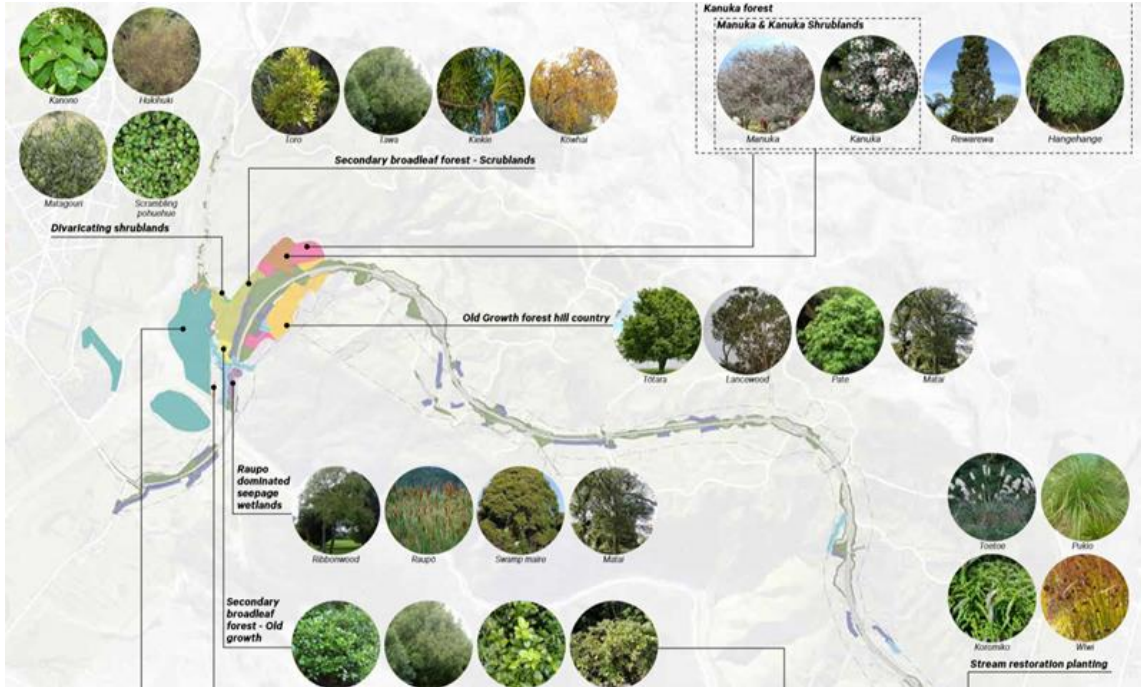 Kanuka forest
Manuka & Kanuka Shrublands
Kanono
Hukihuki
Toro
Tawa
Kiekie
Kowhai
Manuka
Kanuka
Rewarewa
Hangehange
Matagouri
Scrambling
pohuehue
Secondary broadleaf forest - Scrublands
Divaricating shrublands
Old Growth forest hill country
Tōtara
Lancewood
Pate
Matai
Raupo
dominated
seepage
wetlands
Ribbonwood
Raupō
Swamp maire
Matai
Toetoe
Pukio
Secondary
broadleaf
forest - Old
growth
Koromiko
Wiwi
Stream restoration planting